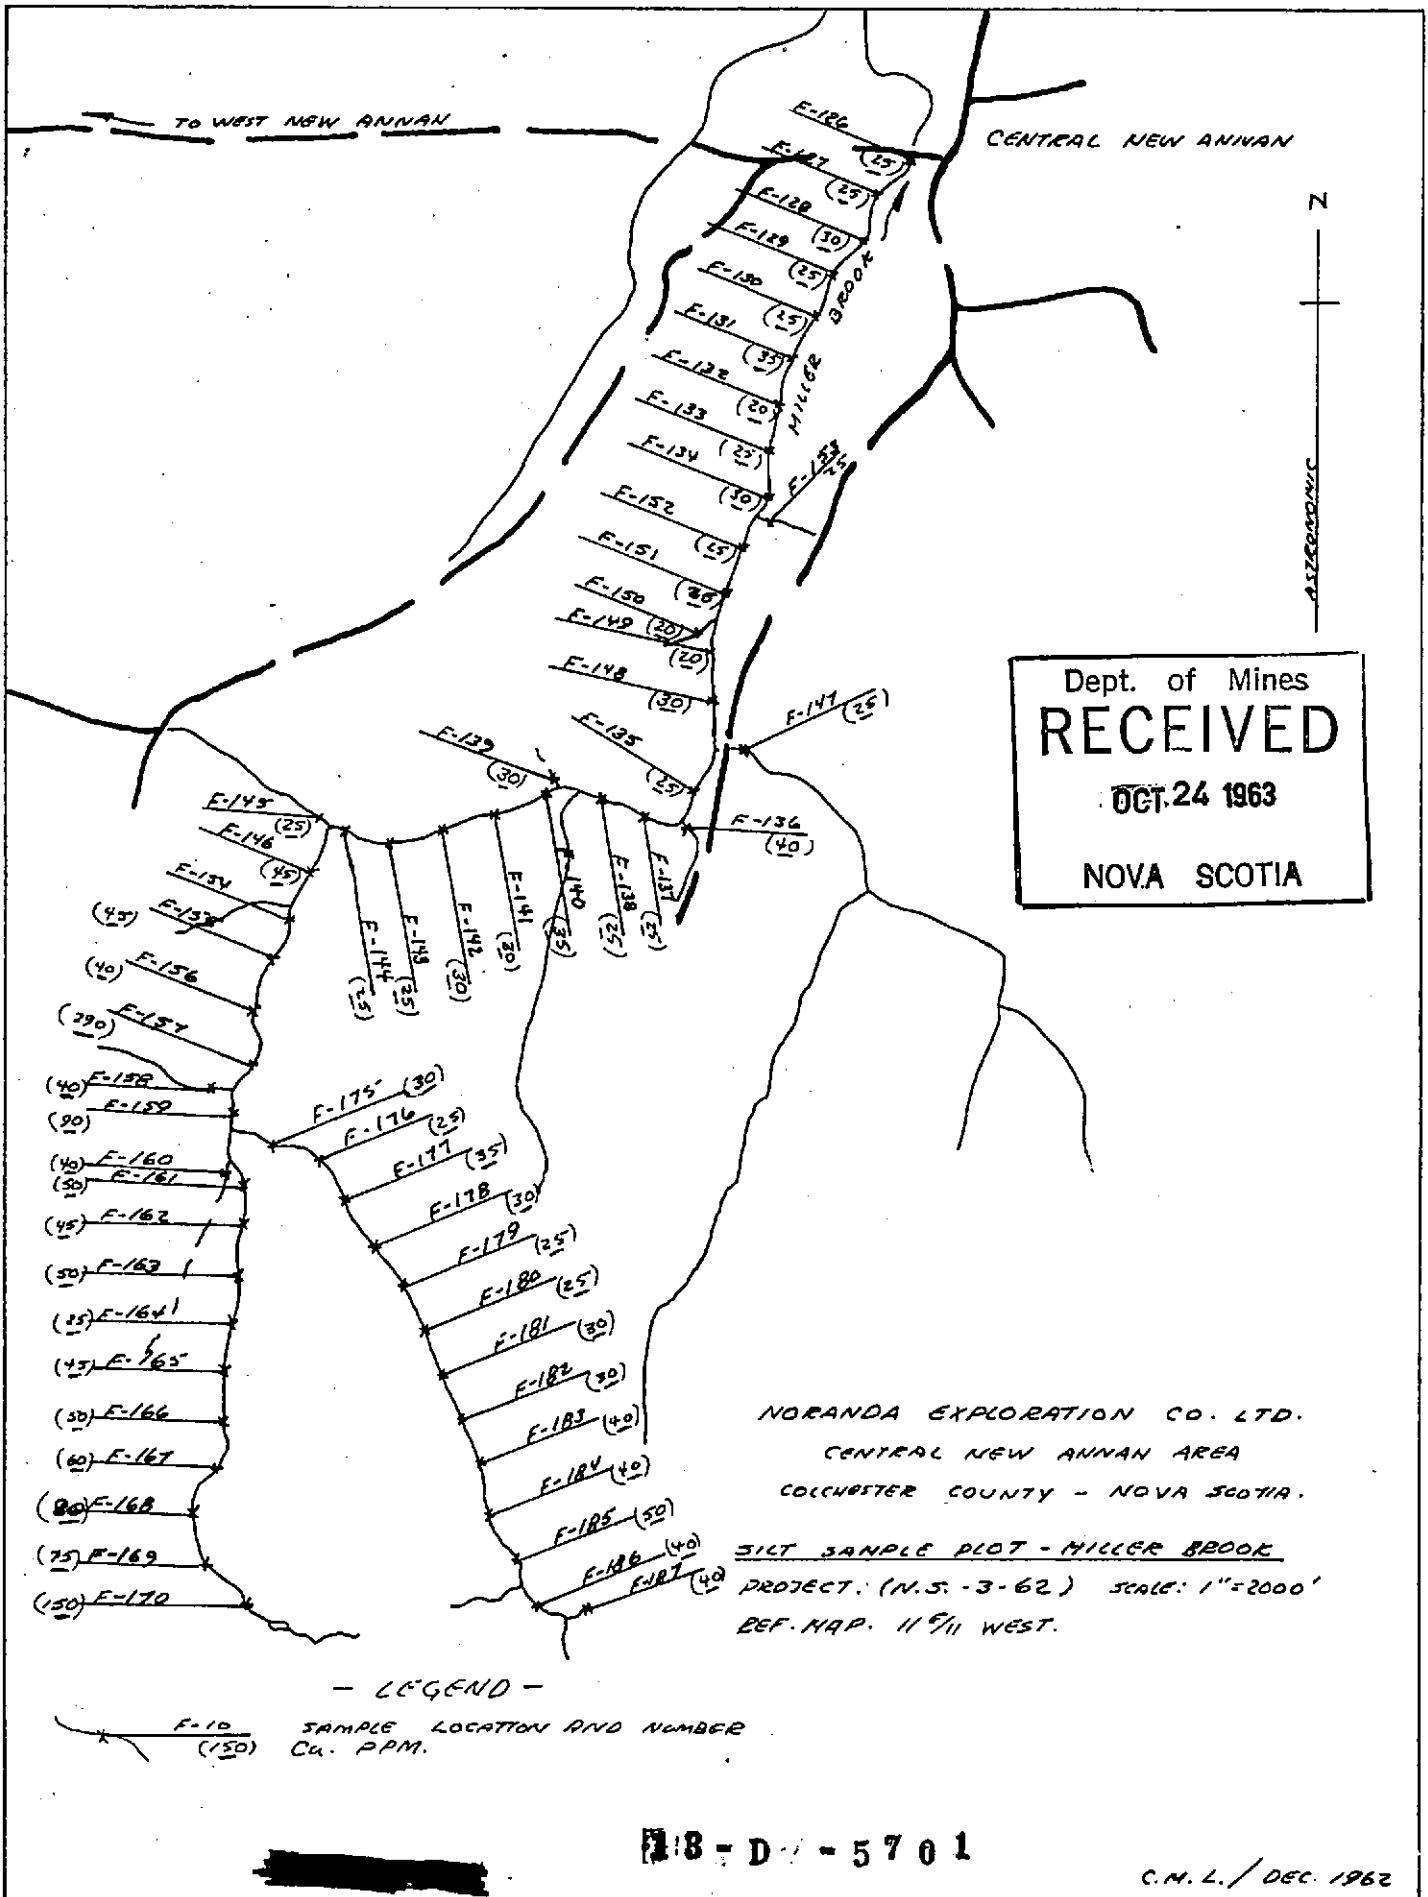 TO WEST NEW ANNAN
CENTRAL NEW ANNAN
F-126
(25)
F-127
(25)
F-128
(30)
F-129
(25)
F-130
(25)
F-131
(35)
F-132
(20)
F-133
(25)
F-134
(30)
F-153
25
F-152
(25)
F-151
F-150
(20)
F-149
(20)
F-148
(30)
F-135
(25)
MILLER BROOK
N
ASTRONOMIC
Dept. of Mines
RECEIVED
OCT. 24 1963
NOVA SCOTIA
F-147
(25)
F-139
(30)
F-136
(40)
F-145
(25)
F-146
(45)
F-154
(45)
F-156
(40)
F-157
(290)
F-144
(25)
F-143
(25)
F-142
(30)
F-141
(20)
F-140
(35)
F-138
(25)
F-137
(25)
(40) F-158
F-159
(90)
(40) F-160
(50) F-161
(45) F-162
(50) F-163
F-164
(45) F-165
(50) F-166
(60) F-167
(80) F-168
(75) F-169
(150) F-170
F-175 (30)
F-176 (25)
F-177 (35)
F-178 (30)
F-179 (25)
F-180 (25)
F-181 (30)
F-182 (30)
F-183 (40)
F-184 (40)
F-185 (50)
F-186 (40)
F-187 (40)
NORANDA EXPLORATION CO. LTD.
CENTRAL NEW ANNAN AREA
COLCHESTER COUNTY - NOVA SCOTIA.
SILT SAMPLE PLOT - MILLER BROOK
PROJECT: (N.S. -3-62) SCALE: 1"=2000'
REF. MAP. 11 E/11 WEST.
- LEGEND -
F-10 SAMPLE LOCATION AND NUMBER
(150) Cu. PPM.
B - D - 5701
C.M.L. / DEC. 1962